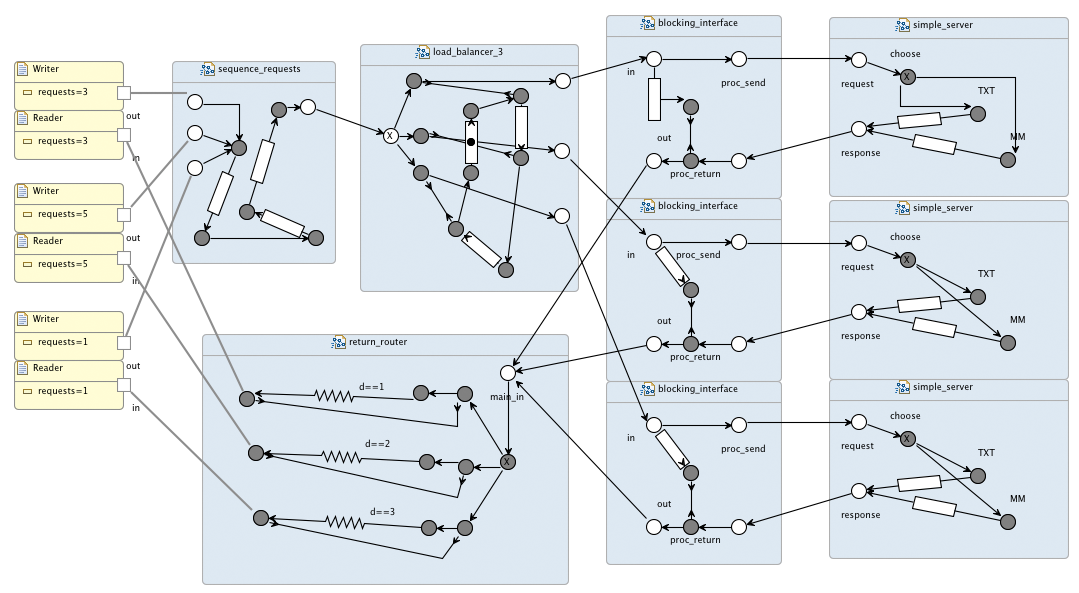 Writer
requests=3
out
Reader
requests=3
in
Writer
requests=5
out
Reader
requests=5
in
Writer
requests=1
out
Reader
requests=1
in
sequence_requests
load_balancer_3
X
return_router
main_in
X
d==1
d==2
d==3
blocking_interface
in
proc_send
out
proc_return
blocking_interface
in
proc_send
out
proc_return
blocking_interface
in
proc_send
out
proc_return
simple_server
choose
X
request
TXT
MM
response
simple_server
choose
X
request
TXT
MM
response
simple_server
choose
X
request
TXT
MM
response